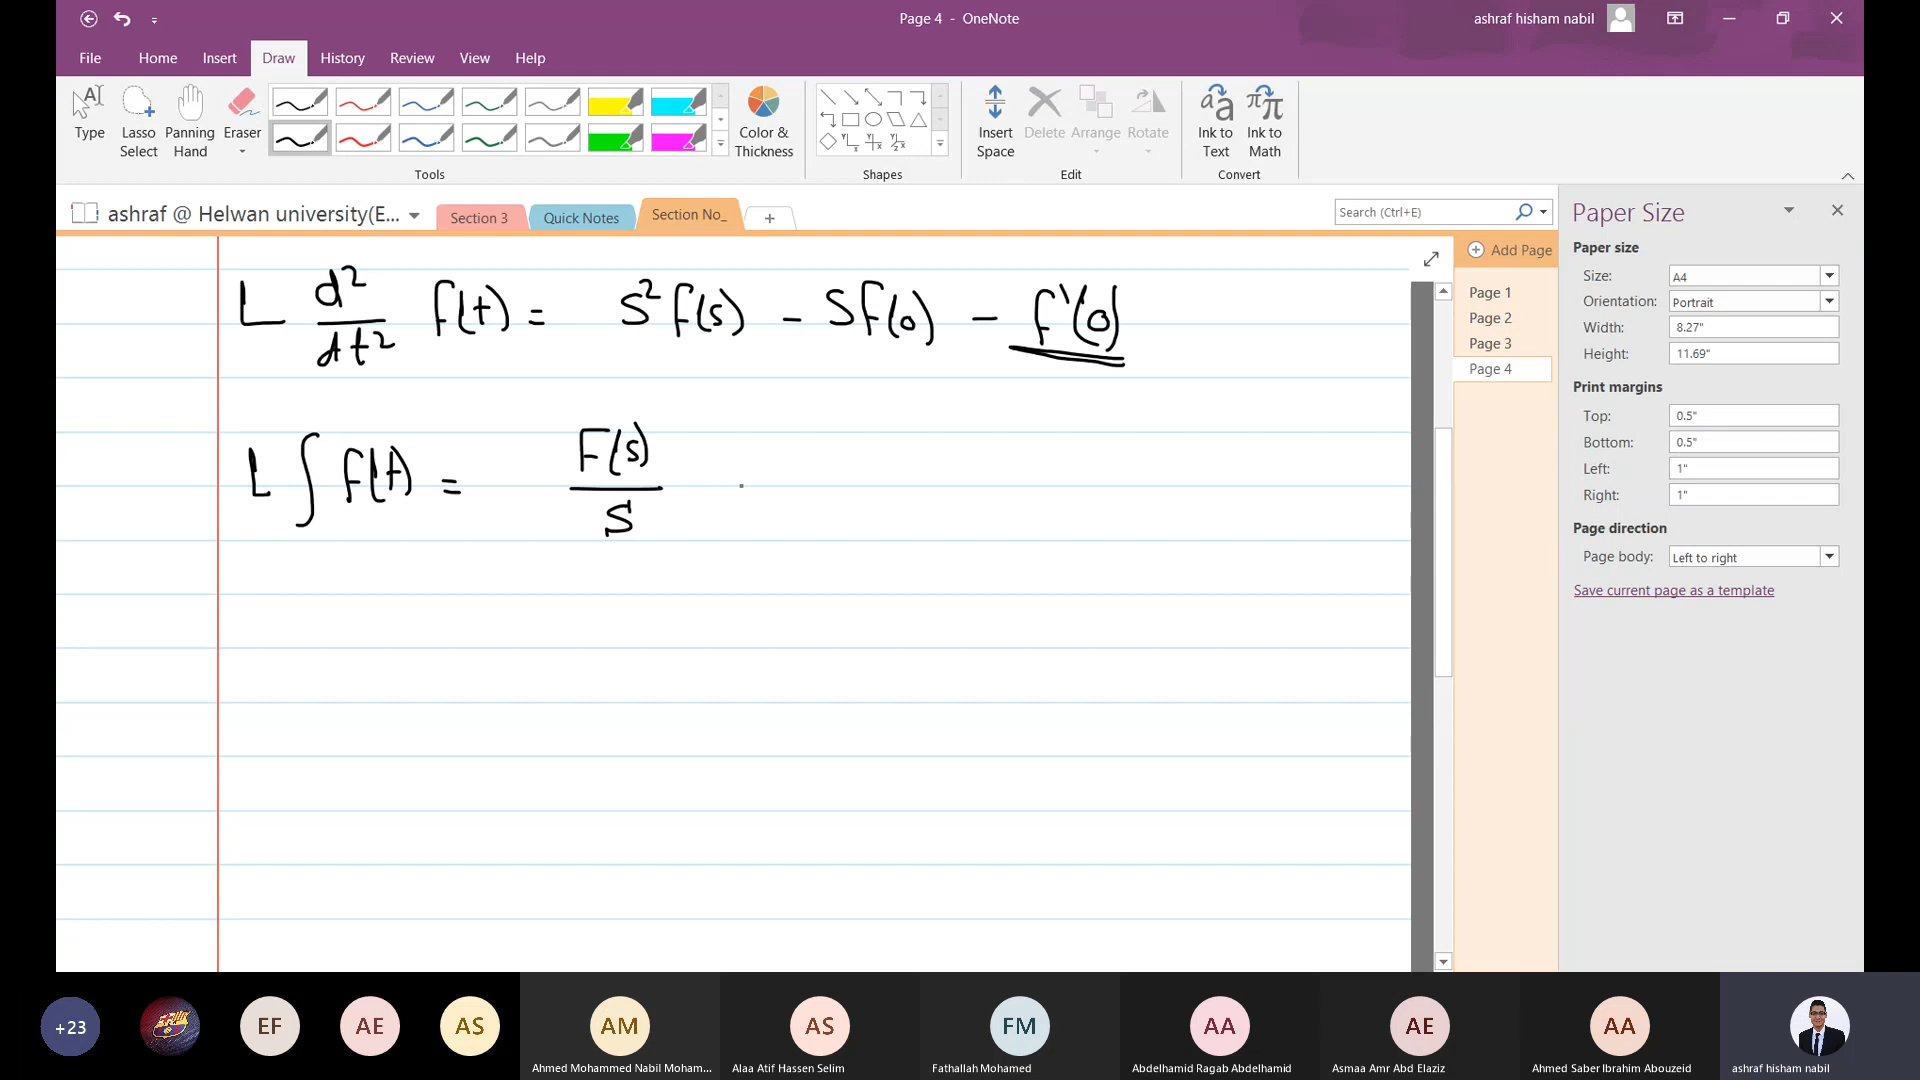 Page 4 - OneNote
ashraf hisham nabil
File Home Insert Draw History Review View Help
Type
Lasso Select
Panning Hand
Eraser
Color & Thickness
Insert Space
Delete
Arrange
Rotate
Ink to Text
Ink to Math
Tools
Shapes
Edit
Convert
ashraf @ Helwan university(E...
Section 3
Quick Notes
Section No_
Search (Ctrl+E)
Add Page
Page 1
Page 2
Page 3
Page 4
L d²/dt² f(t) = S² f(s) - S f(0) - f'(0)
L ∫ f(t) = F(s)/S
Paper Size
Paper size
Size: A4
Orientation: Portrait
Width: 8.27"
Height: 11.69"
Print margins
Top: 0.5"
Bottom: 0.5"
Left: 1"
Right: 1"
Page direction
Page body: Left to right
Save current page as a template
+23
EF
AE
AS
AM
AS
FM
AA
AE
AA
Ahmed Mohammed Nabil Moham...
Alaa Atif Hassen Selim
Fathallah Mohamed
Abdelhamid Ragab Abdelhamid
Asmaa Amr Abd Elaziz
Ahmed Saber Ibrahim Abouzeid
ashraf hisham nabil